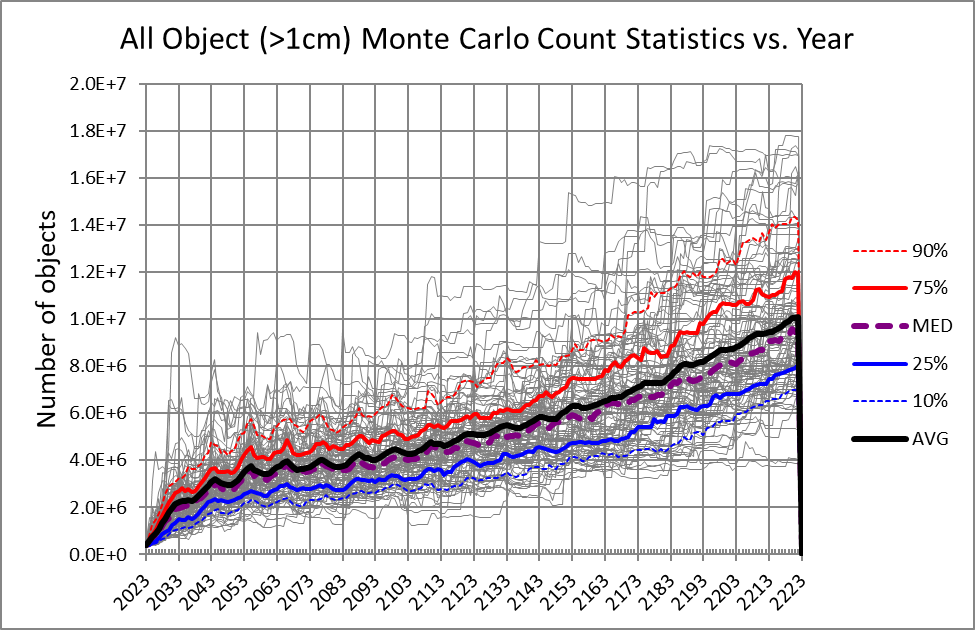 All Object (>1cm) Monte Carlo Count Statistics vs. Year
Number of objects
2.0E+7
1.8E+7
1.6E+7
1.4E+7
1.2E+7
1.0E+7
8.0E+6
6.0E+6
4.0E+6
2.0E+6
0.0E+0
2023
2033
2043
2053
2063
2073
2083
2093
2103
2113
2123
2133
2143
2153
2163
2173
2183
2193
2203
2213
2223
90%
75%
MED
25%
10%
AVG